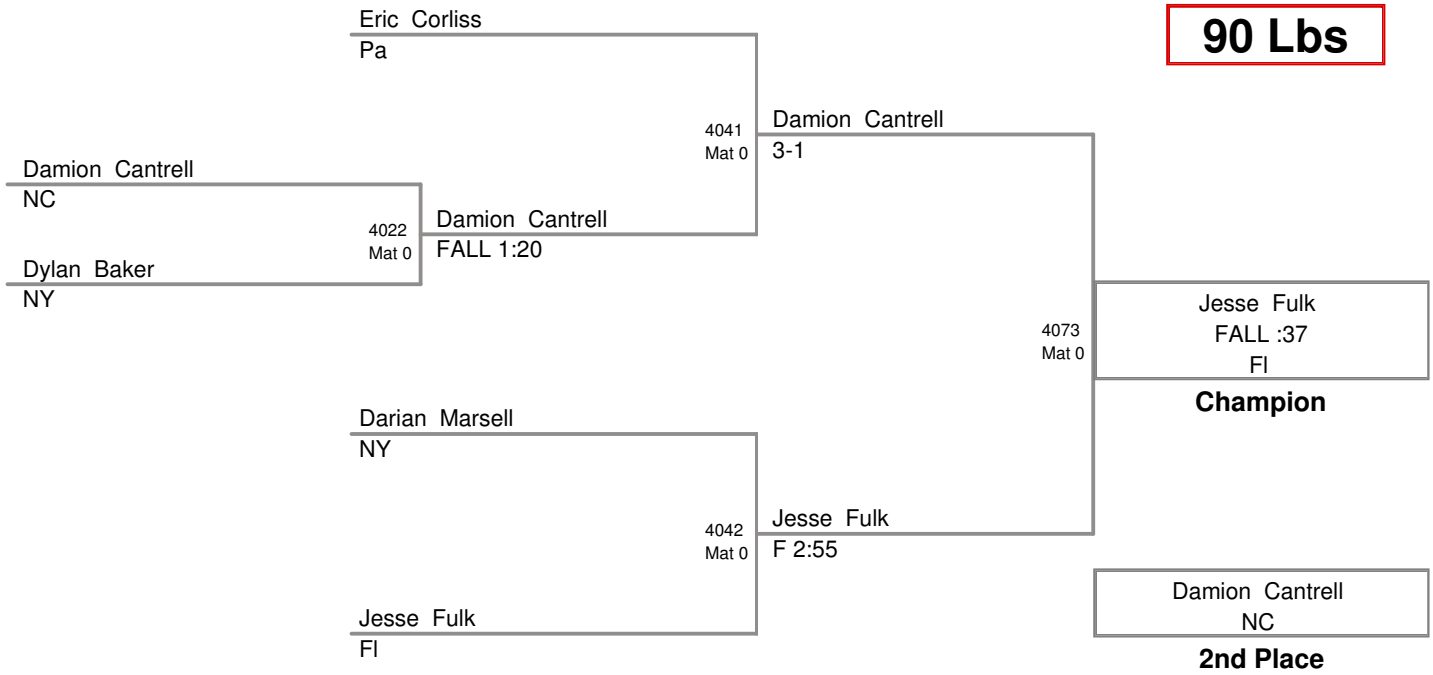 90 Lbs
Eric Corliss
Pa
4041
Mat 0
Damion Cantrell
3-1
Damion Cantrell
NC
4022
Mat 0
Damion Cantrell
FALL 1:20
Dylan Baker
NY
4073
Mat 0
Jesse Fulk
FALL :37
Fl
Champion
Darian Marsell
NY
4042
Mat 0
Jesse Fulk
F 2:55
Jesse Fulk
Fl
Damion Cantrell
NC
2nd Place